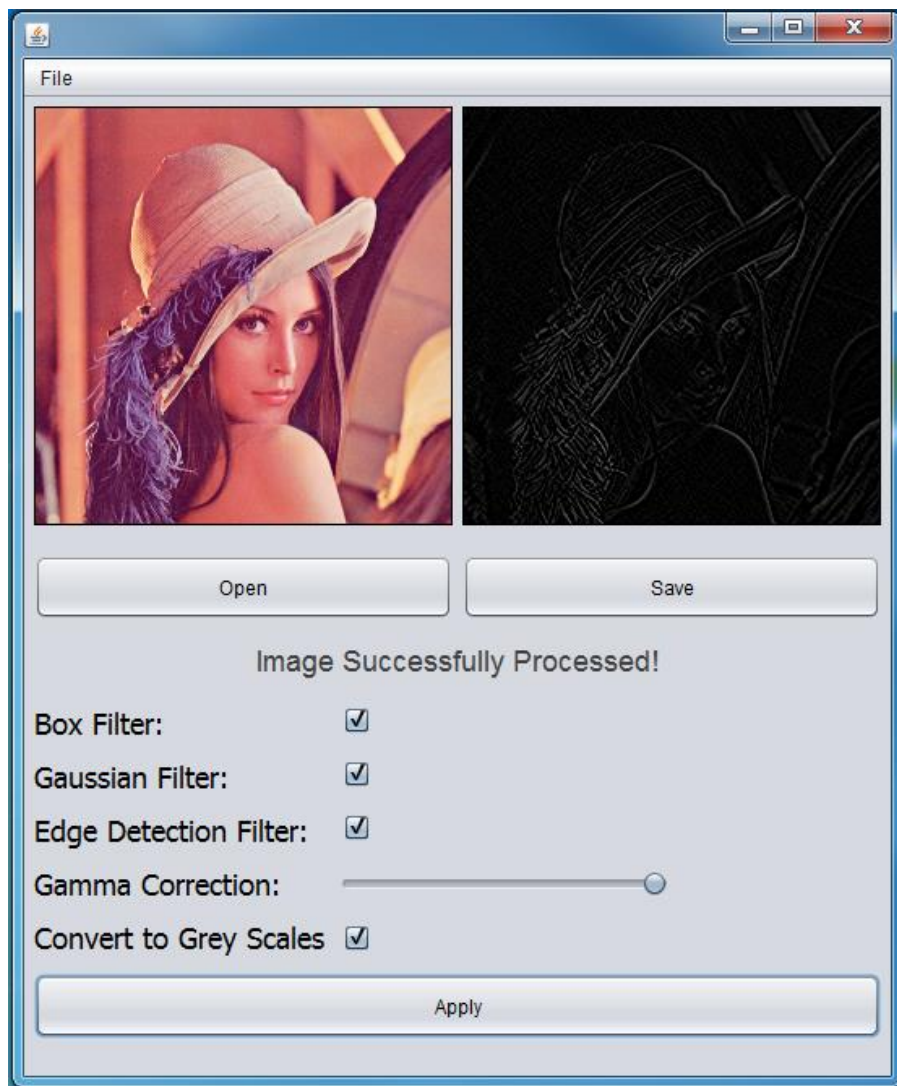 File
Open
Save
Image Successfully Processed!
Box Filter:
Gaussian Filter:
Edge Detection Filter:
Gamma Correction:
Convert to Grey Scales
Apply